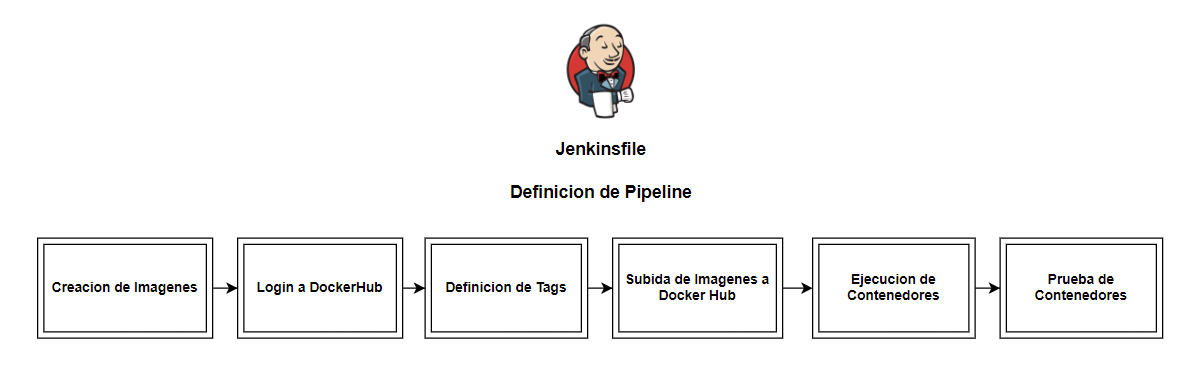 Jenkinsfile
Definicion de Pipeline
Creacion de Imagenes
Login a DockerHub
Definicion de Tags
Subida de Imagenes a
Docker Hub
Ejecucion de
Contenedores
Prueba de
Contenedores